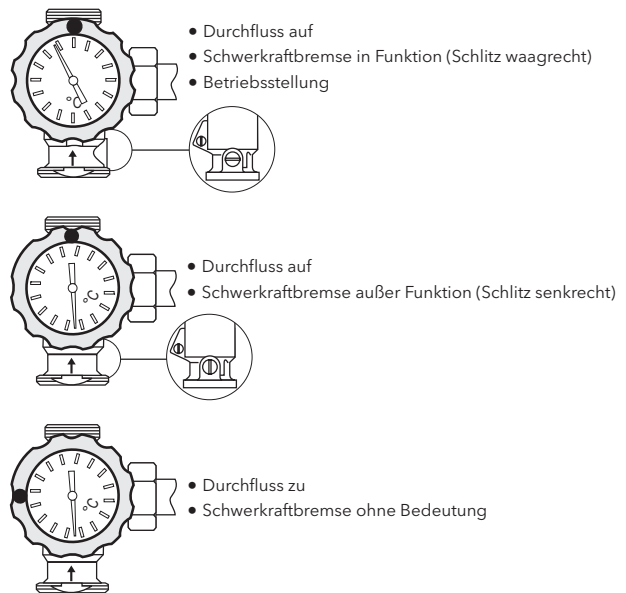 • Durchfluss auf
• Schwerkraftbremse in Funktion (Schlitz waagrecht)
• Betriebsstellung
°C
• Durchfluss auf
• Schwerkraftbremse außer Funktion (Schlitz senkrecht)
°C
• Durchfluss zu
• Schwerkraftbremse ohne Bedeutung
°C